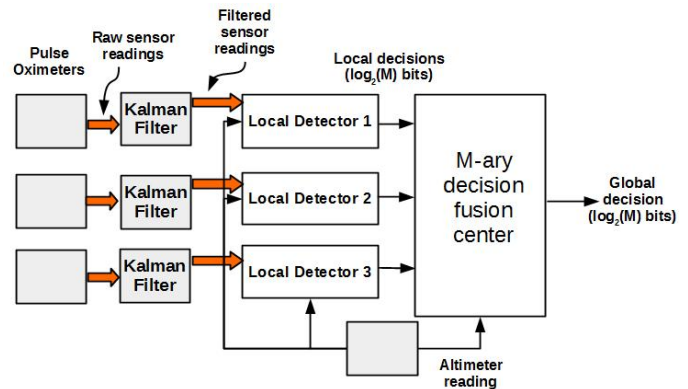 Pulse
Oximeters
Raw sensor
readings
Filtered
sensor
readings
Local decisions
(log2(M) bits)
Kalman
Filter
Local Detector 1
Kalman
Filter
Local Detector 2
Kalman
Filter
Local Detector 3
M-ary
decision
fusion
center
Global
decision
(log2(M) bits)
Altimeter
reading